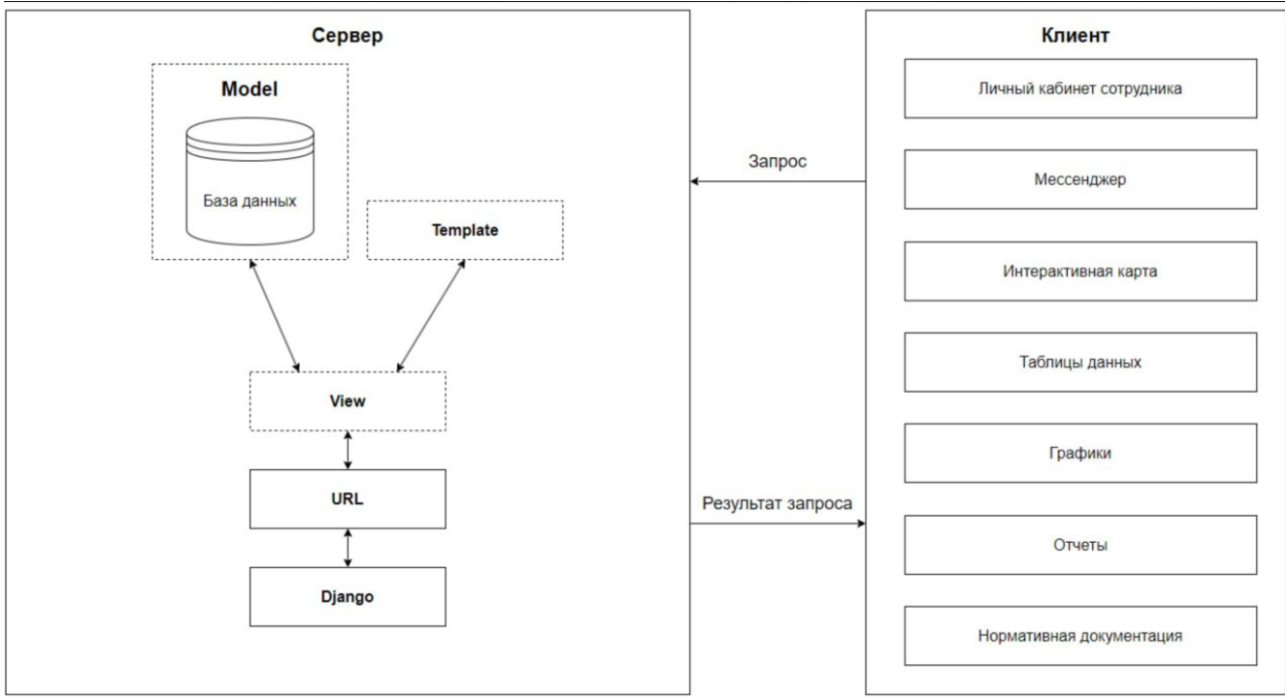 Сервер
Model
База данных
Template
View
URL
Django
Запрос
Результат запроса
Клиент
Личный кабинет сотрудника
Мессенджер
Интерактивная карта
Таблицы данных
Графики
Отчеты
Нормативная документация